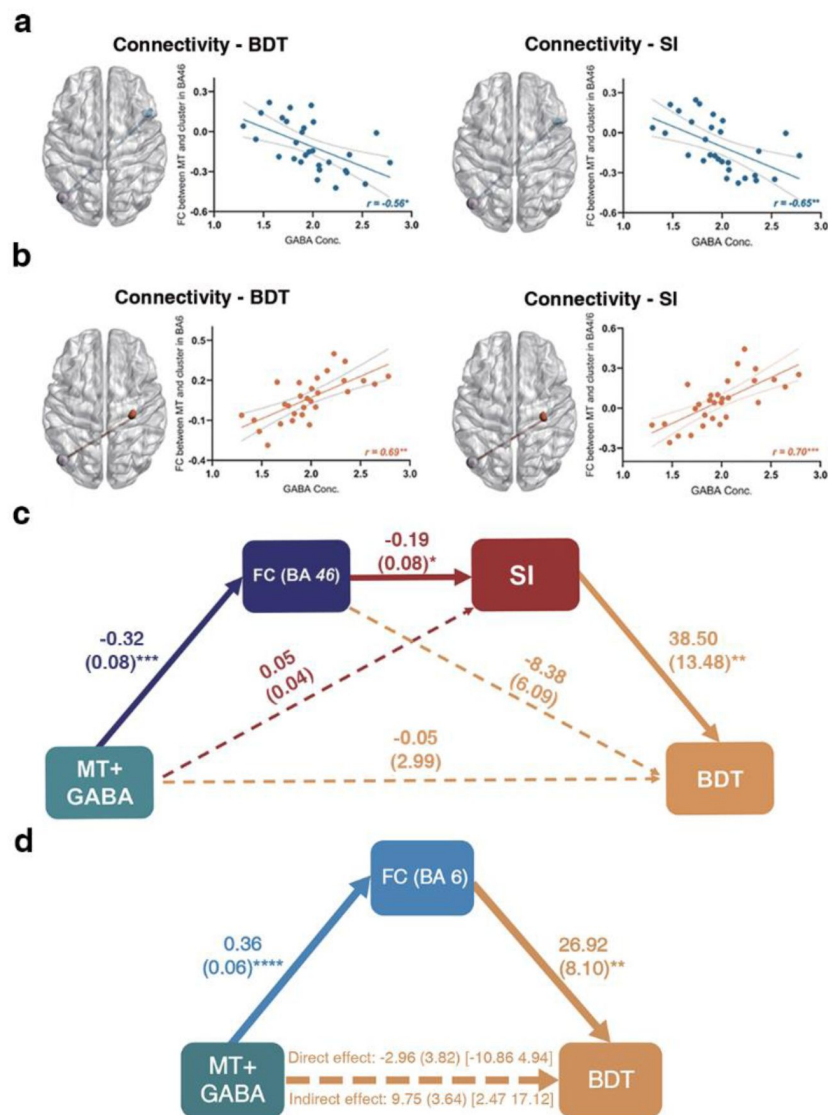 a
Connectivity - BDT
Connectivity - SI
FC between MT and cluster in BA46
0.3
0.0
-0.3
-0.6
1.0
1.5
2.0
2.5
3.0
GABA Conc.
r = -0.56*
FC between MT and cluster in BA46
0.3
0.0
-0.3
-0.6
1.0
1.5
2.0
2.5
3.0
GABA Conc.
r = -0.65**
b
Connectivity - BDT
Connectivity - SI
FC between MT and cluster in BA6
0.5
0.2
-0.1
-0.4
1.0
1.5
2.0
2.5
3.0
GABA Conc.
r = 0.69**
FC between MT and cluster in BA4/6
0.6
0.3
0.0
-0.3
1.0
1.5
2.0
2.5
3.0
GABA Conc.
r = 0.70***
c
FC (BA 46)
-0.19
(0.08)*
SI
-0.32
(0.08)***
0.05
(0.04)
-8.38
(6.09)
38.50
(13.48)**
-0.05
(2.99)
MT+
GABA
BDT
d
FC (BA 6)
0.36
(0.06)****
26.92
(8.10)**
MT+
GABA
Direct effect: -2.96 (3.82) [-10.86 4.94]
Indirect effect: 9.75 (3.64) [2.47 17.12]
BDT